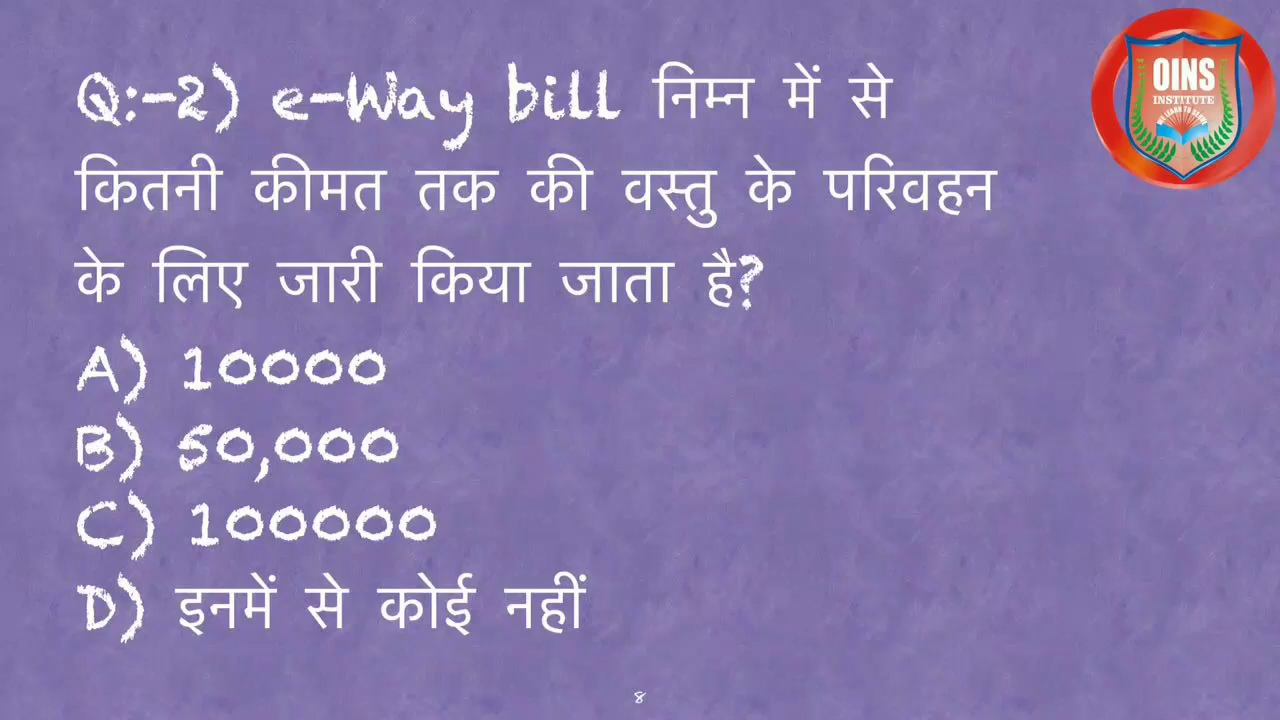 Q:-2) e-Way bill निम्न में से
कितनी कीमत तक की वस्तु के परिवहन
के लिए जारी किया जाता है?
A) 10000
B) 50,000
C) 100000
D) इनमें से कोई नहीं
8
OINS
INSTITUTE